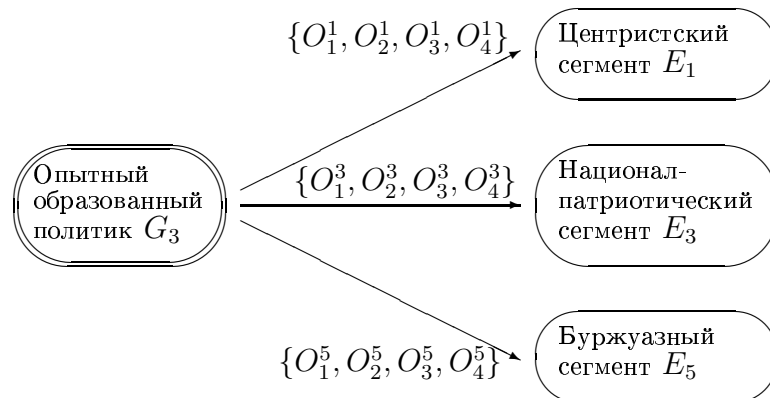 {O_1^1, O_2^1, O_3^1, O_4^1}
Центристский
сегмент E_1
Опытный
образованный
политик G_3
{O_1^3, O_2^3, O_3^3, O_4^3}
Национал-
патриотический
сегмент E_3
{O_1^5, O_2^5, O_3^5, O_4^5}
Буржуазный
сегмент E_5